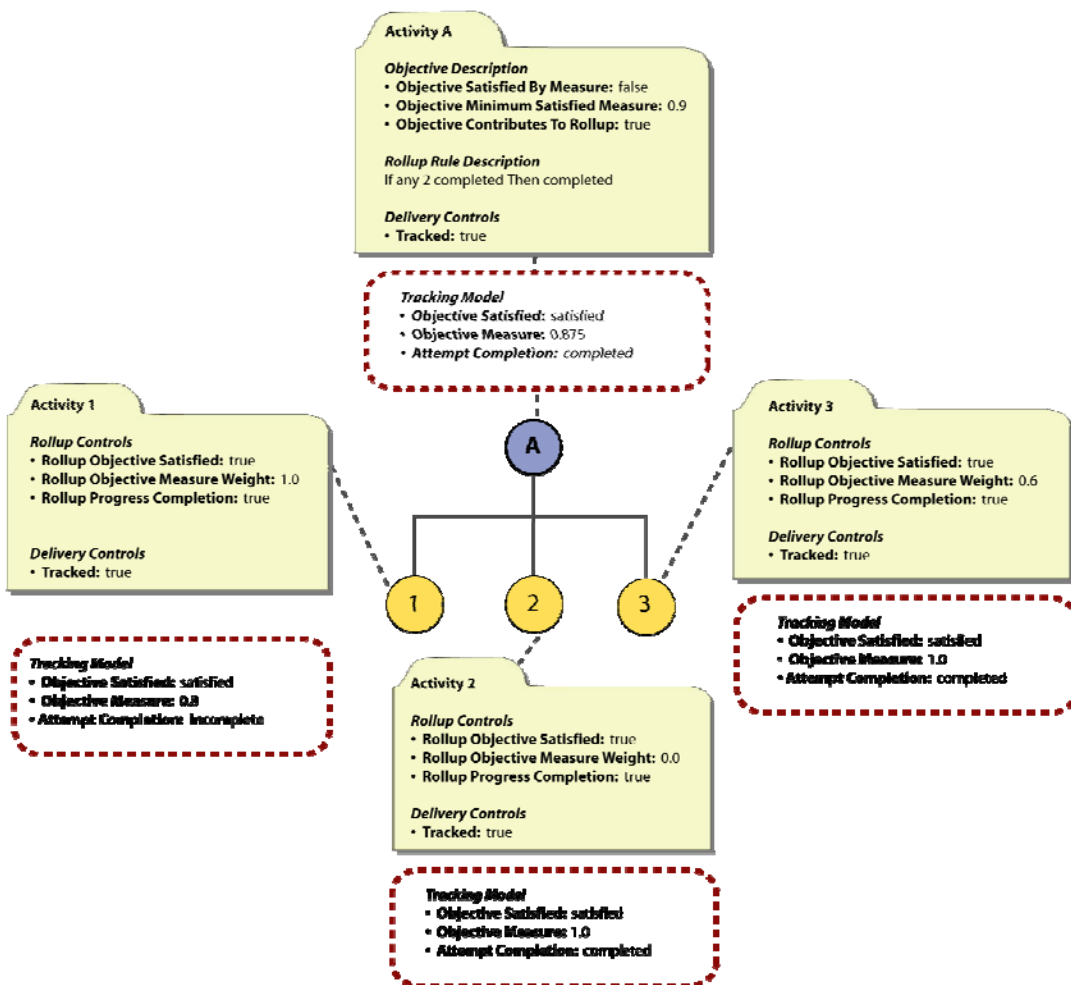 Activity A
Objective Description
• Objective Satisfied By Measure: false
• Objective Minimum Satisfied Measure: 0.9
• Objective Contributes To Rollup: true
Rollup Rule Description
If any 2 completed Then completed
Delivery Controls
• Tracked: true
Tracking Model
• Objective Satisfied: satisfied
• Objective Measure: 0.875
• Attempt Completion: completed
Activity 1
Rollup Controls
• Rollup Objective Satisfied: true
• Rollup Objective Measure Weight: 1.0
• Rollup Progress Completion: true
Delivery Controls
• Tracked: true
Activity 3
Rollup Controls
• Rollup Objective Satisfied: true
• Rollup Objective Measure Weight: 0.6
• Rollup Progress Completion: true
Delivery Controls
• Tracked: true
A
1
2
3
Tracking Model
• Objective Satisfied: satisfied
• Objective Measure:
• Attempt Completion: incomplete
Tracking Model
• Objective Satisfied: satisfied
• Objective Measure: 1.0
• Attempt Completion: completed
Activity 2
Rollup Controls
• Rollup Objective Satisfied: true
• Rollup Objective Measure Weight: 0.0
• Rollup Progress Completion: true
Delivery Controls
• Tracked: true
Tracking Model
• Objective Satisfied: satisfied
• Objective Measure: 1.0
• Attempt Completion: completed